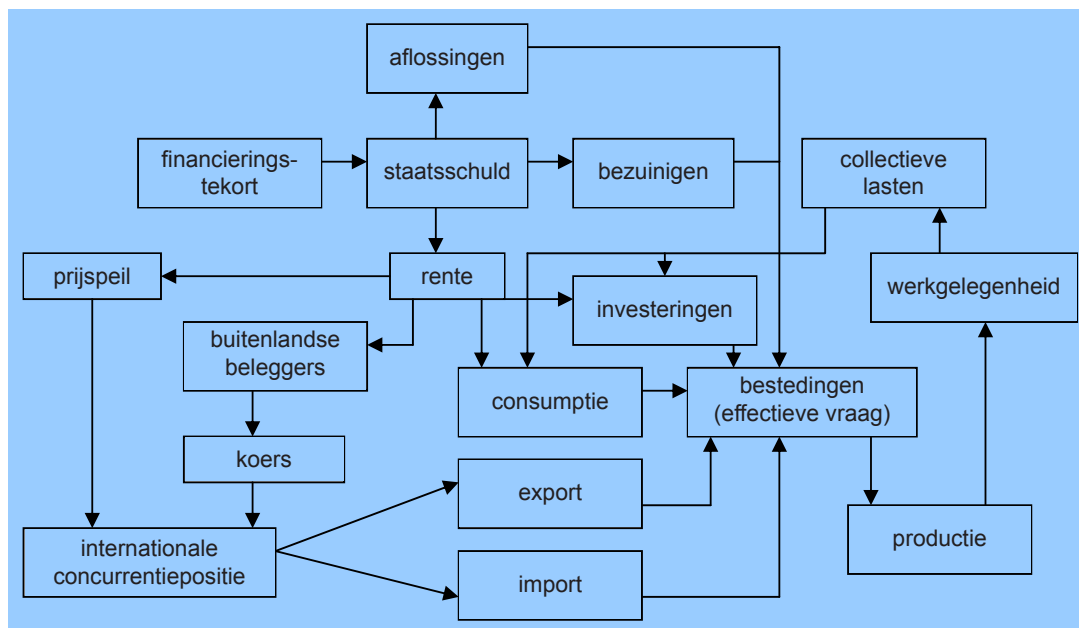 aflossingen
financierings-
tekort
staatsschuld
bezuinigen
collectieve
lasten
prijspeil
rente
investeringen
werkgelegenheid
buitenlandse
beleggers
consumptie
bestedingen
(effectieve vraag)
koers
export
internationale
concurrentiepositie
import
productie